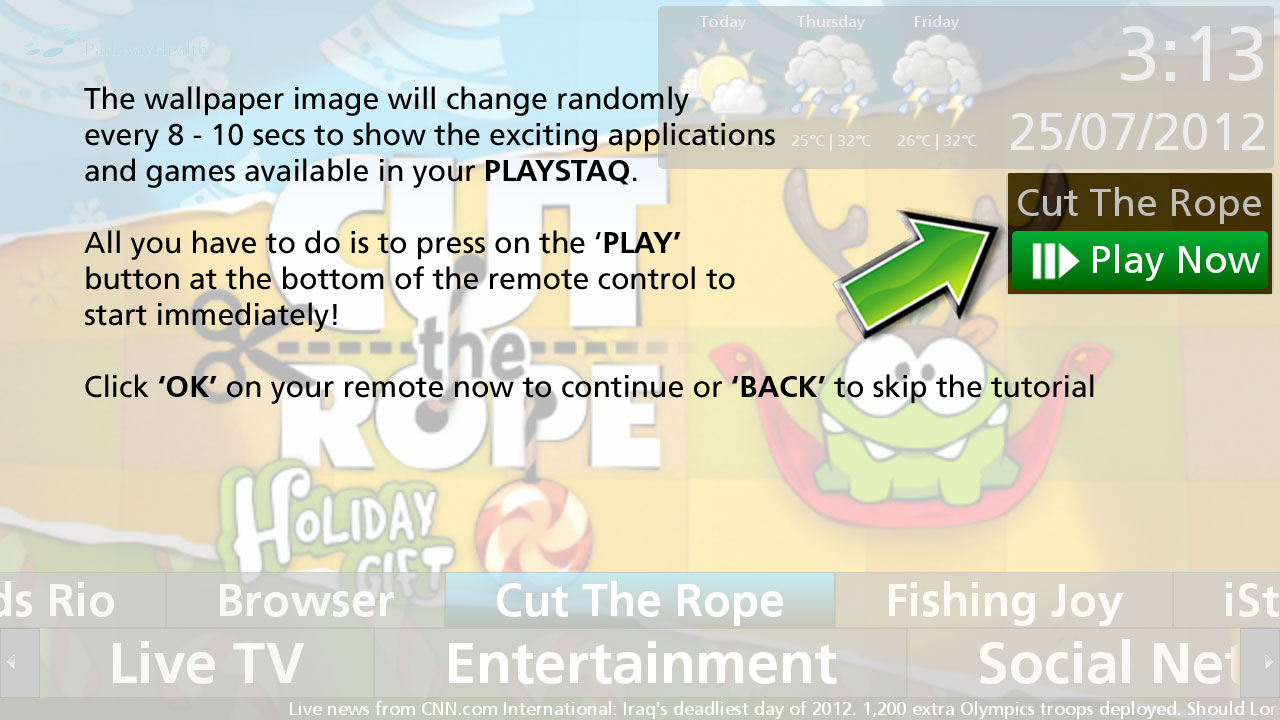 ParkwayHealth
Today Thursday Friday
3:13
25°C | 32°C 26°C | 32°C
25/07/2012
The wallpaper image will change randomly
every 8 - 10 secs to show the exciting applications
and games available in your PLAYSTAQ.
Cut The Rope
Play Now
All you have to do is to press on the ‘PLAY’
button at the bottom of the remote control to
start immediately!
Click ‘OK’ on your remote now to continue or ‘BACK’ to skip the tutorial
CUT
the
ROPE
HOLIDAY
GIFT
ds Rio Browser Cut The Rope Fishing Joy iSt
Live TV Entertainment Social Net
Live news from CNN.com International: Iraq's deadliest day of 2012. 1,200 extra Olympics troops deployed. Should Lon